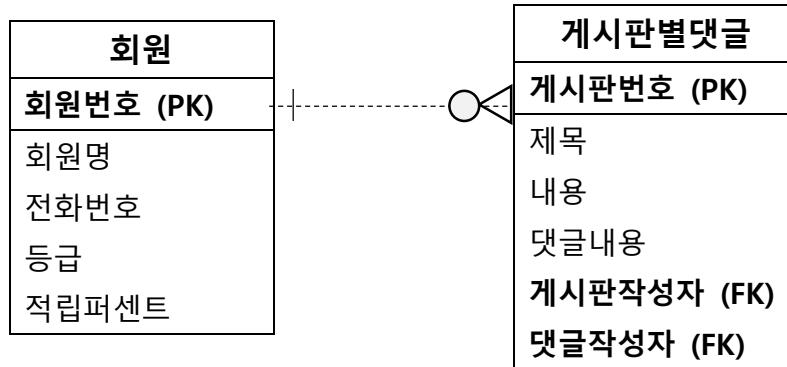 회원
회원번호 (PK)
회원명
전화번호
등급
적립퍼센트
게시판별댓글
게시판번호 (PK)
제목
내용
댓글내용
게시판작성자 (FK)
댓글작성자 (FK)